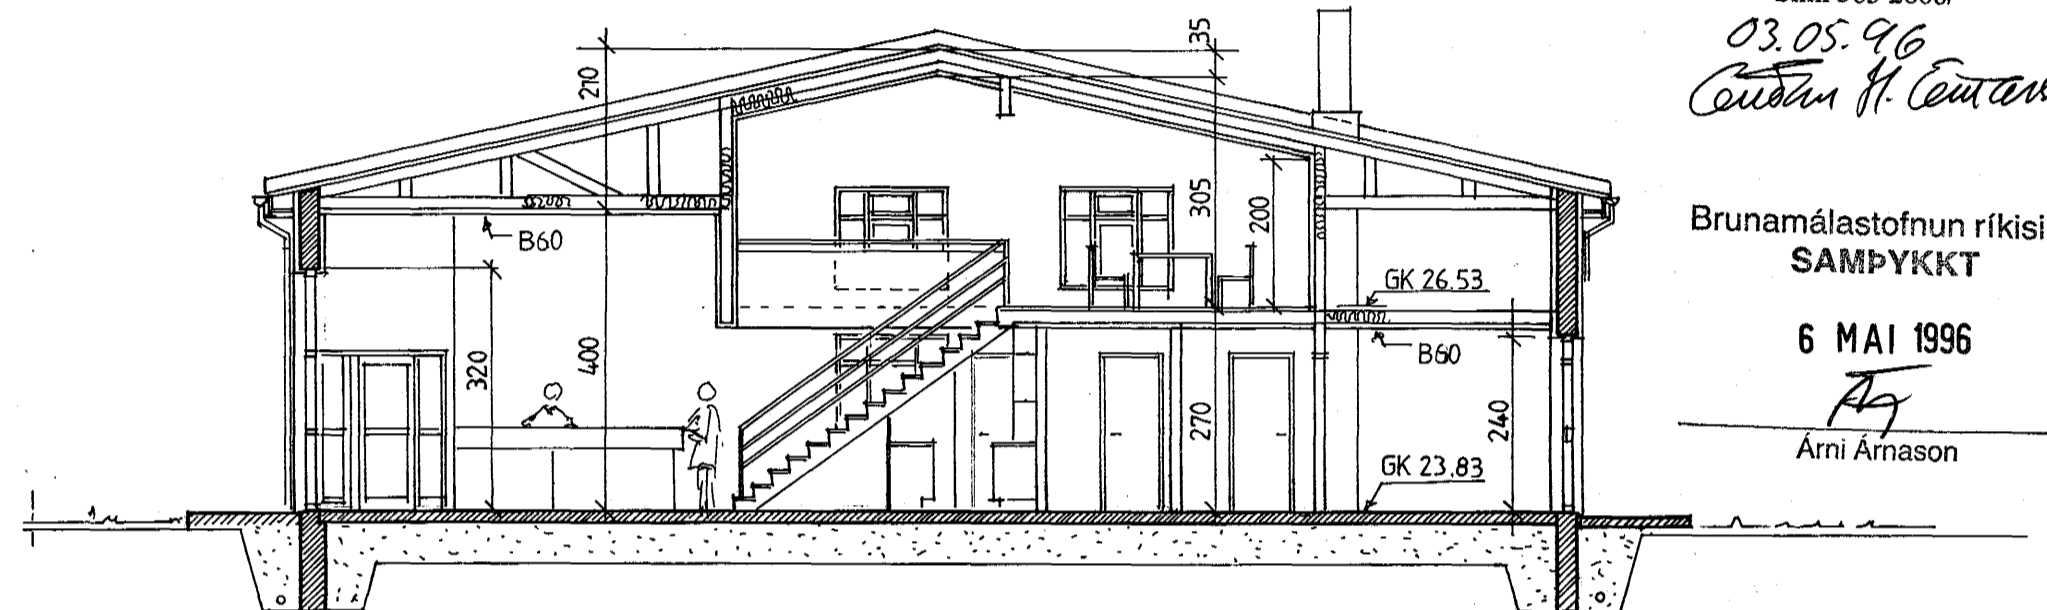 03.05.96
Brunamálastofnun ríkisi
SAMÞYKKT
6 MAI 1996
Árni Árnason
210
35
305
200
B60
GK 26.53
320
400
B60
270
240
GK 23.83